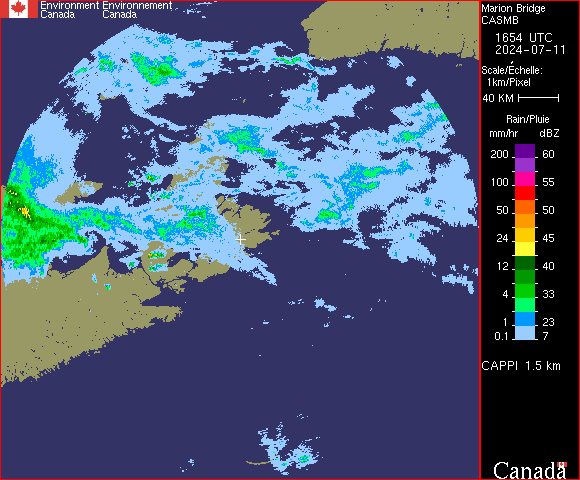 Environment Environnement
Canada Canada
Marion Bridge
CASMB
1654 UTC
2024-07-11
Scale/Échelle:
1km/Pixel
40 KM
Rain/Pluie
mm/hr dBZ
200 60
100 55
50 50
24 45
12 40
4 33
1 23
0.1 7
CAPPI 1.5 km
Canada